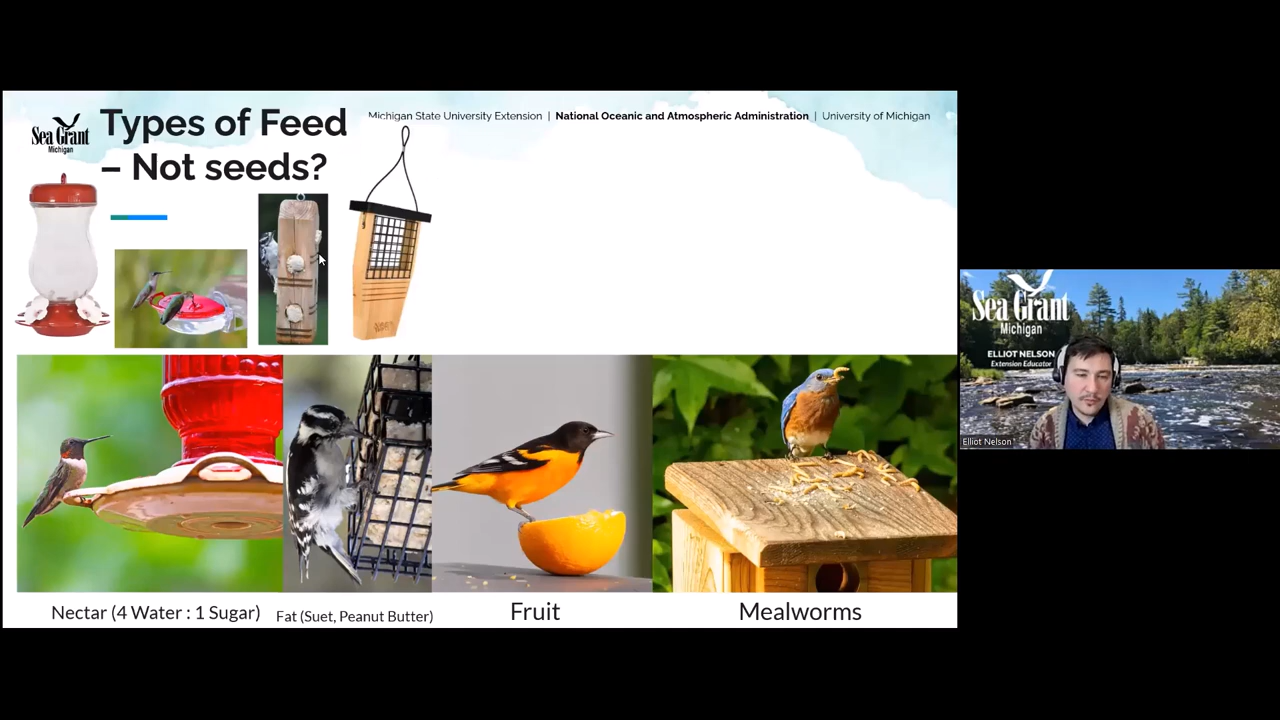 Sea Grant
Michigan
Types of Feed
– Not seeds?
Michigan State University Extension | National Oceanic and Atmospheric Administration | University of Michigan
Nectar (4 Water : 1 Sugar)
Fat (Suet, Peanut Butter)
Fruit
Mealworms
Sea Grant
Michigan
ELLIOT NELSON
Extension Educator
Elliot Nelson